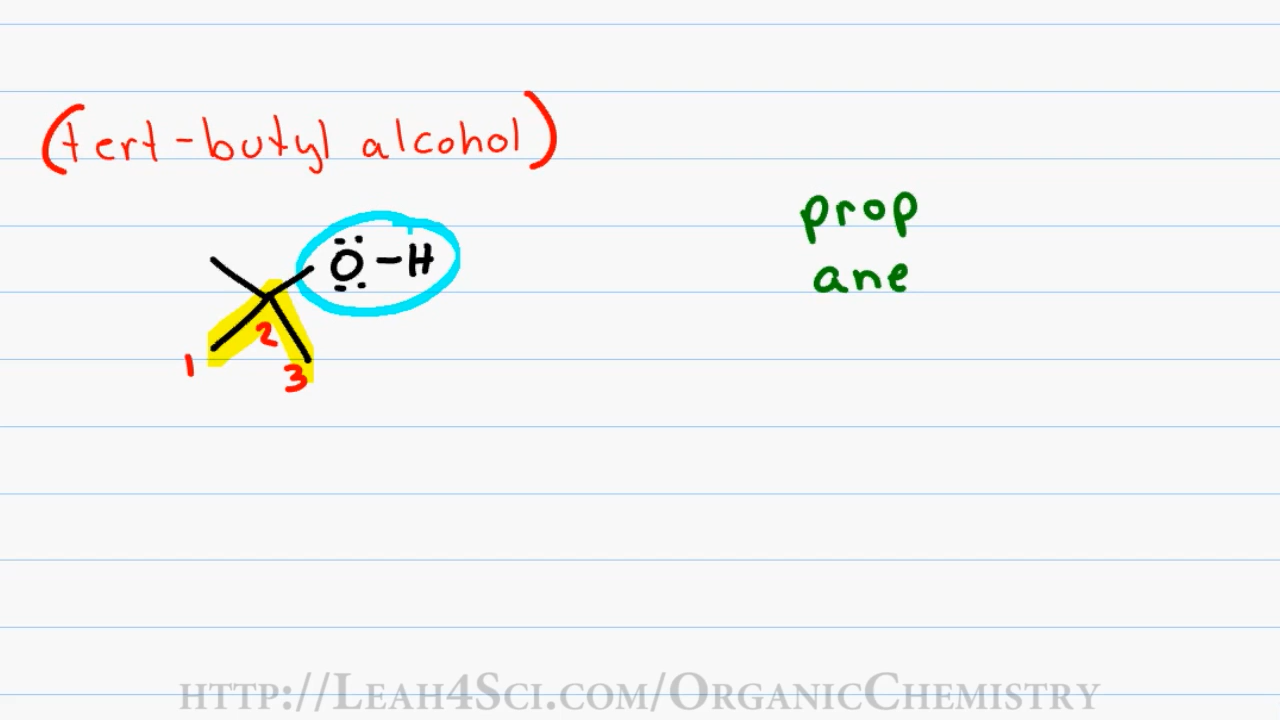 (tert-butyl alcohol)
prop
ane
O-H
2
1
3
HTTP://LEAH4SCI.COM/ORGANICCHEMISTRY